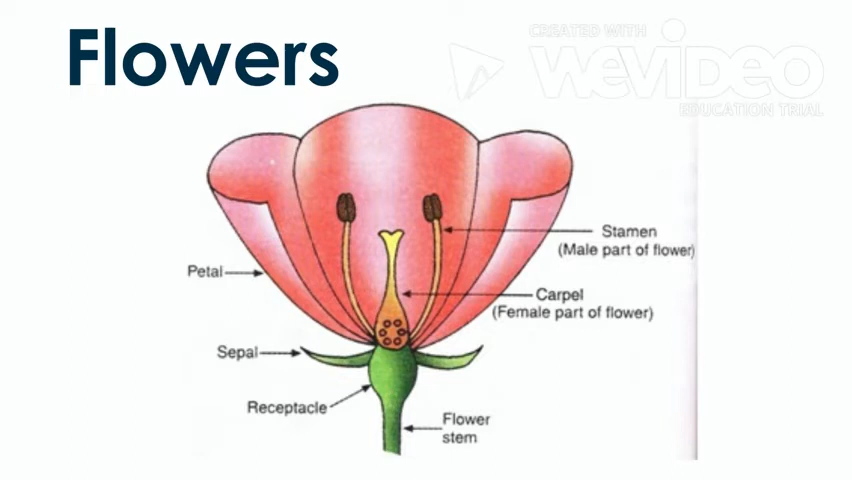 Flowers
CREATED WITH
wevideo
EDUCATION TRIAL
Stamen
(Male part of flower)
Petal
Carpel
(Female part of flower)
Sepal
Receptacle
Flower
stem